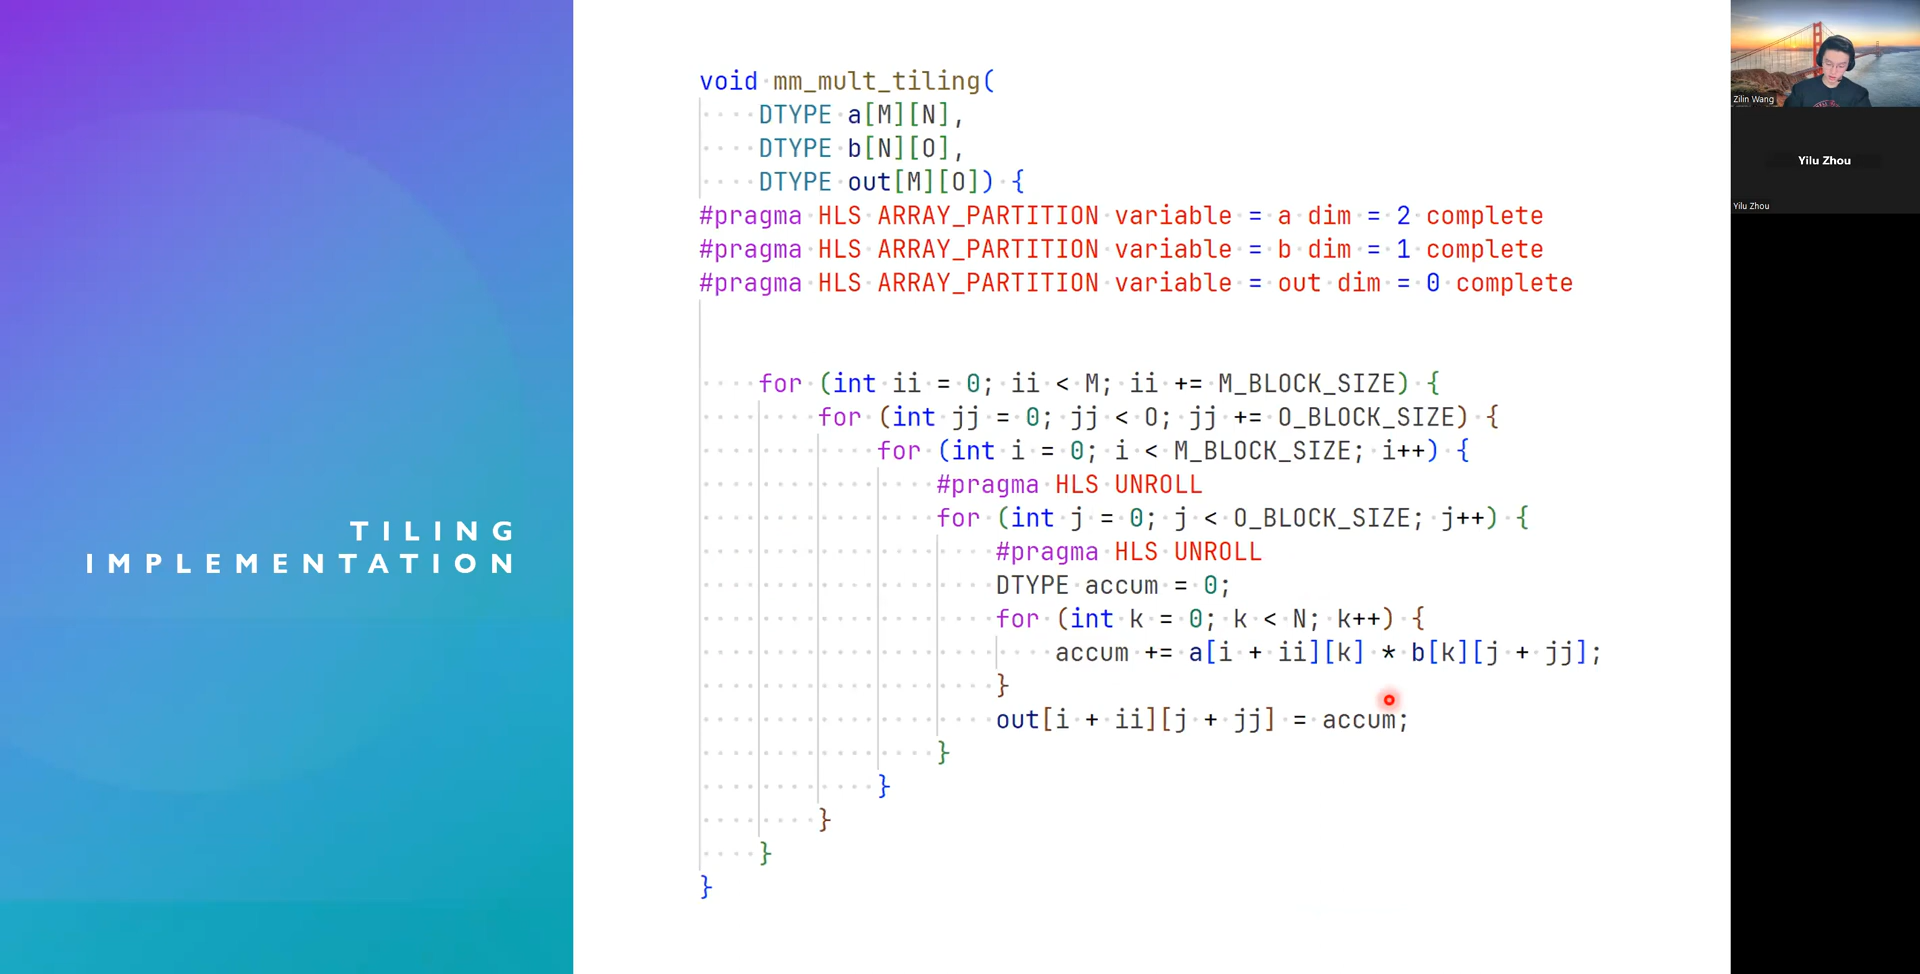 TILING
IMPLEMENTATION
void mm_mult_tiling(
DTYPE a[M][N],
DTYPE b[N][O],
DTYPE out[M][O]) {
#pragma HLS ARRAY_PARTITION variable = a dim = 2 complete
#pragma HLS ARRAY_PARTITION variable = b dim = 1 complete
#pragma HLS ARRAY_PARTITION variable = out dim = 0 complete
for (int ii = 0; ii < M; ii += M_BLOCK_SIZE) {
for (int jj = 0; jj < O; jj += O_BLOCK_SIZE) {
for (int i = 0; i < M_BLOCK_SIZE; i++) {
#pragma HLS UNROLL
for (int j = 0; j < O_BLOCK_SIZE; j++) {
#pragma HLS UNROLL
DTYPE accum = 0;
for (int k = 0; k < N; k++) {
accum += a[i + ii][k] * b[k][j + jj];
}
out[i + ii][j + jj] = accum;
}
}
}
}
}
Zilin Wang
Yilu Zhou
Yilu Zhou